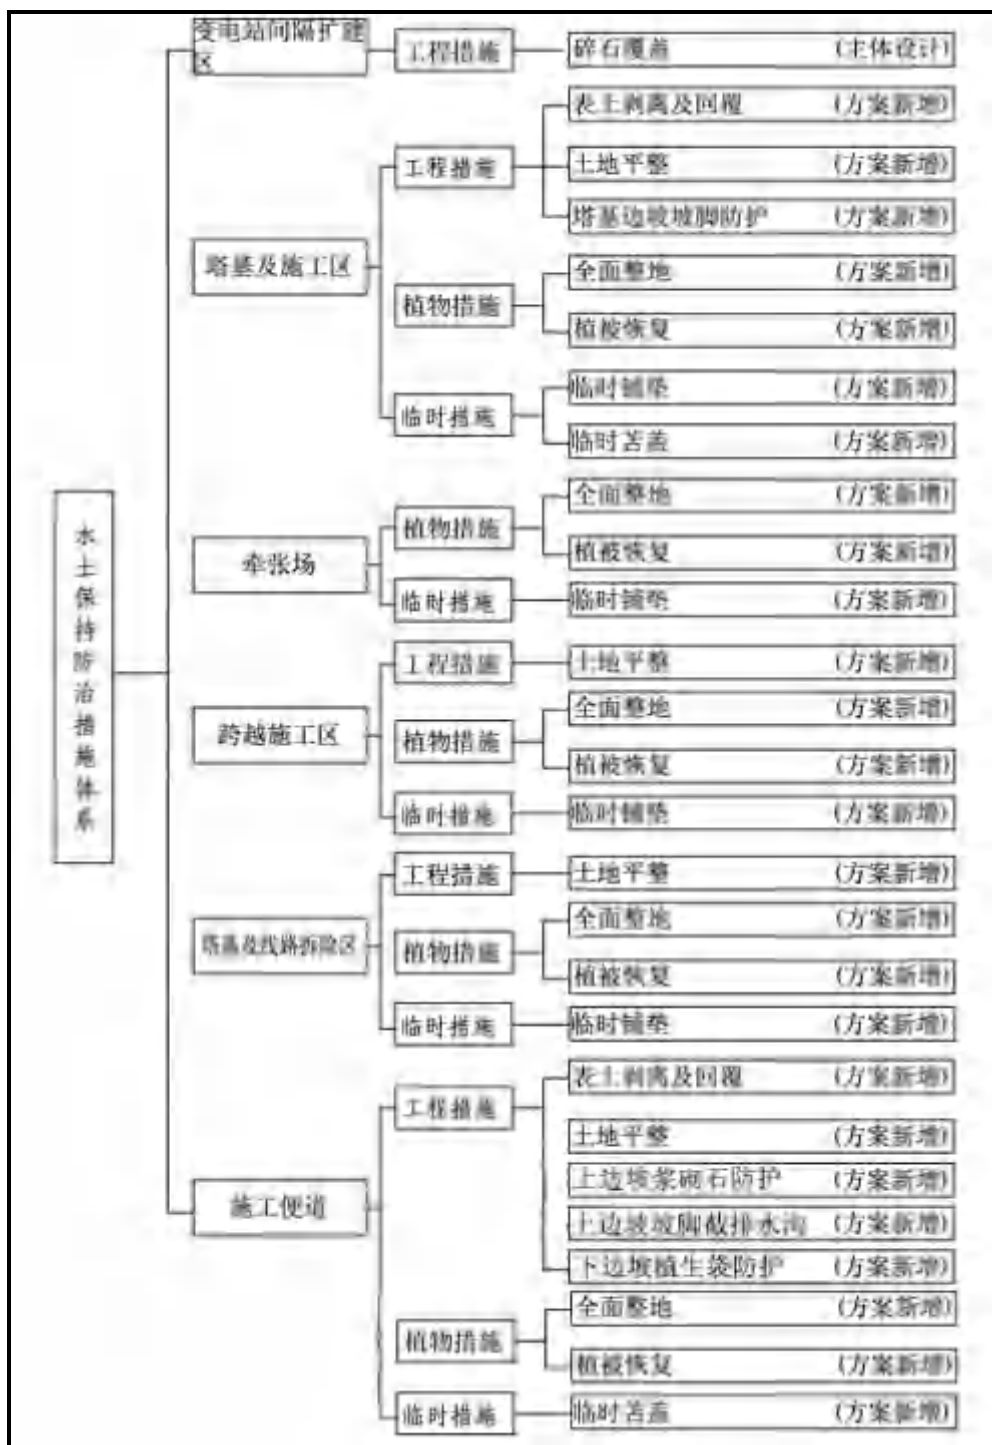 变电站间隔扩建
区
工程措施
碎石覆盖 (主体设计)
表土剥离及回覆 (方案新增)
工程措施
土地平整 (方案新增)
塔基边坡坡脚防护 (方案新增)
塔基及施工区
全面整地 (方案新增)
植物措施
植被恢复 (方案新增)
临时铺垫 (方案新增)
临时措施
临时苫盖 (方案新增)
水土保持防治措施体系
全面整地 (方案新增)
植物措施
牵张场
植被恢复 (方案新增)
临时措施
临时铺垫 (方案新增)
工程措施
土地平整 (方案新增)
全面整地 (方案新增)
跨越施工区
植物措施
植被恢复 (方案新增)
临时措施
临时铺垫 (方案新增)
工程措施
土地平整 (方案新增)
全面整地 (方案新增)
塔基及线路拆除区
植物措施
植被恢复 (方案新增)
临时措施
临时铺垫 (方案新增)
表土剥离及回覆 (方案新增)
工程措施
土地平整 (方案新增)
上边坡浆砌石防护 (方案新增)
上边坡坡脚截排水沟 (方案新增)
施工便道
下边坡植生袋防护 (方案新增)
全面整地 (方案新增)
植物措施
植被恢复 (方案新增)
临时措施
临时苫盖 (方案新增)